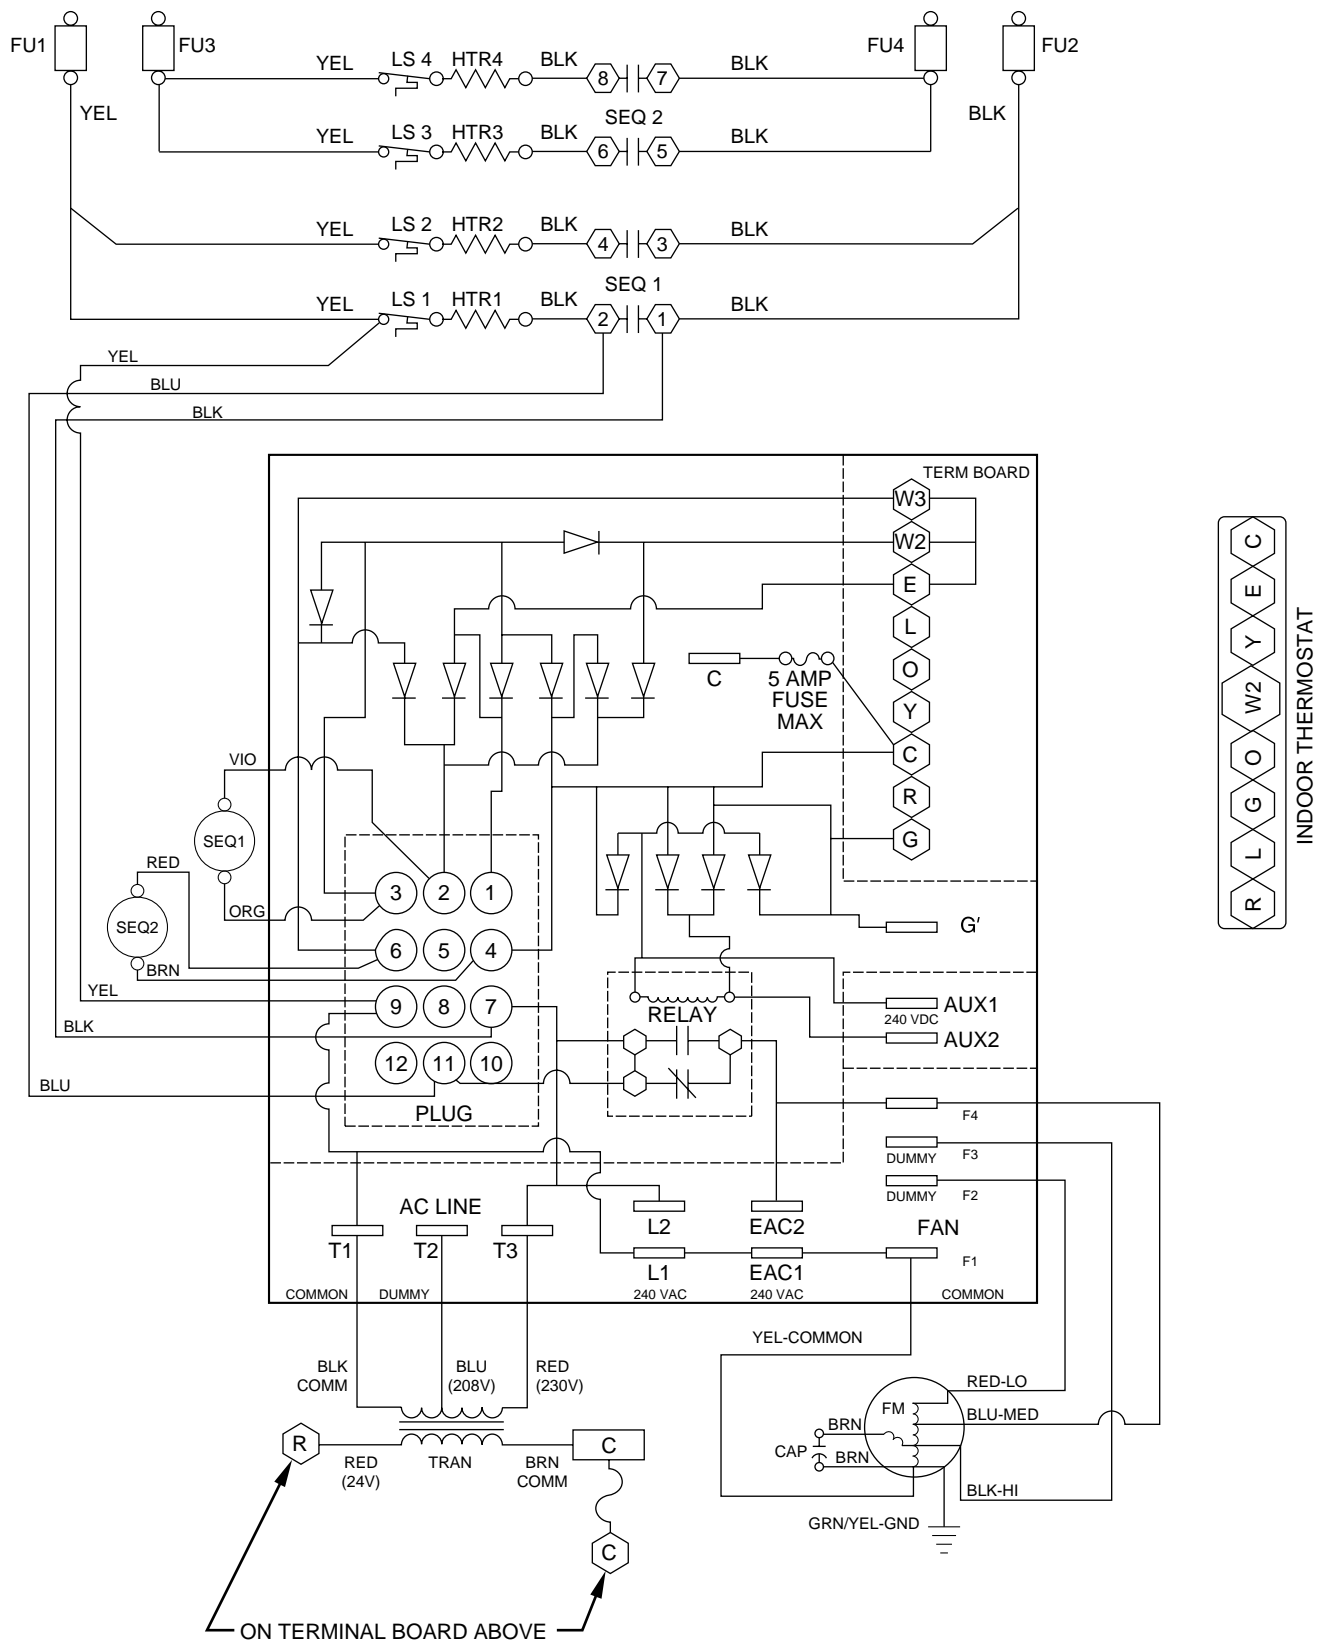 FU1
FU3
FU4
FU2
YEL
LS 4
HTR4
BLK
8
7
BLK
YEL
BLK
SEQ 2
YEL
LS 3
HTR3
BLK
6
5
BLK
YEL
LS 2
HTR2
BLK
4
3
BLK
SEQ 1
YEL
LS 1
HTR1
BLK
2
1
BLK
YEL
BLU
BLK
TERM BOARD
W3
W2
E
L
O
Y
C
R
G
C
5 AMP
FUSE
MAX
VIO
SEQ1
RED
ORG
SEQ2
BRN
YEL
BLK
BLU
3
2
1
6
5
4
9
8
7
12
11
10
PLUG
G′
RELAY
AUX1
240 VDC
AUX2
F4
DUMMY
F3
DUMMY
F2
FAN
F1
AC LINE
T1
T2
T3
L2
EAC2
L1
EAC1
COMMON
DUMMY
240 VAC
240 VAC
COMMON
R L G O W2 Y E C
INDOOR THERMOSTAT
YEL-COMMON
BLK
COMM
BLU
(208V)
RED
(230V)
R
RED
(24V)
TRAN
BRN
COMM
C
C
FM
RED-LO
BLU-MED
BRN
CAP
BRN
BLK-HI
GRN/YEL-GND
ON TERMINAL BOARD ABOVE